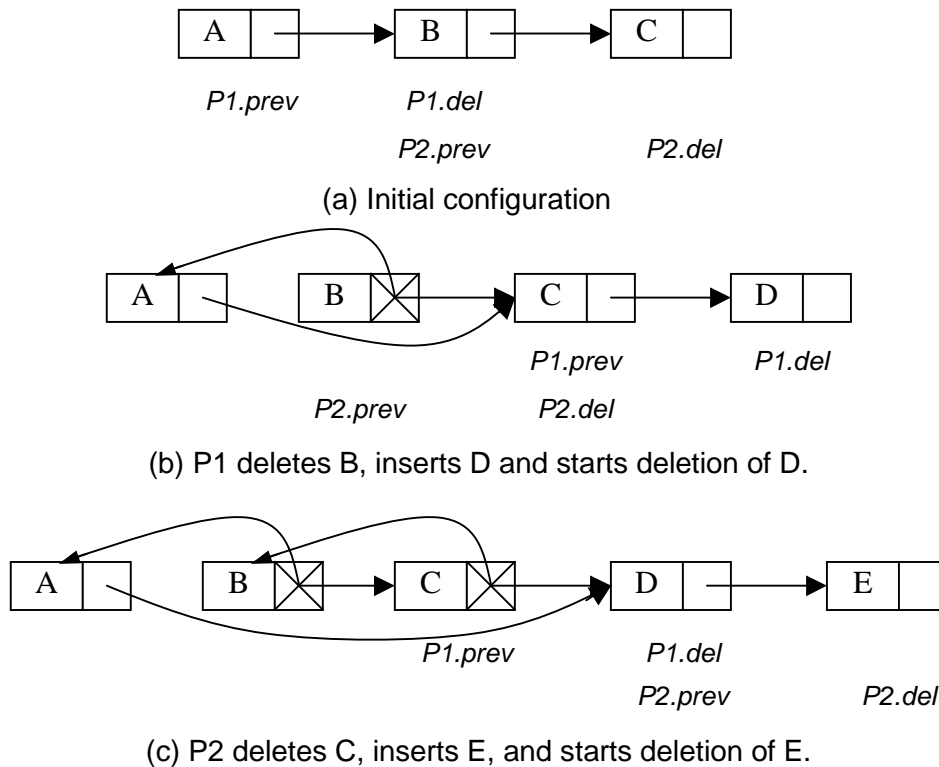 A B C
P1.prev P1.del
P2.prev P2.del
(a) Initial configuration
A B C D
P1.prev P1.del
P2.prev P2.del
(b) P1 deletes B, inserts D and starts deletion of D.
A B C D E
P1.prev P1.del
P2.prev P2.del
(c) P2 deletes C, inserts E, and starts deletion of E.